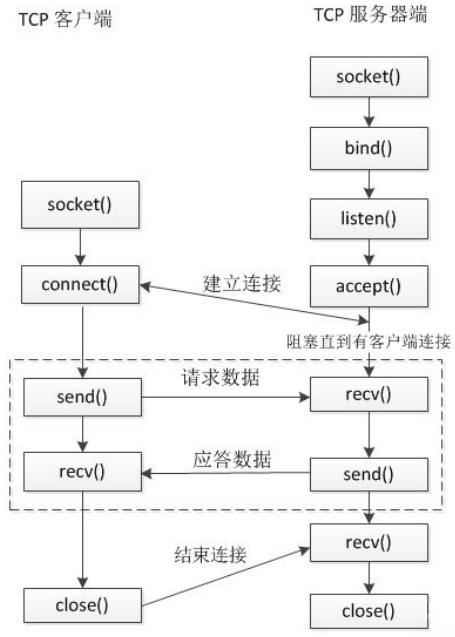 TCP 客户端
TCP 服务器端
socket()
bind()
socket()
listen()
connect()
建立连接
accept()
阻塞直到有客户端连接
send()
请求数据
recv()
recv()
应答数据
send()
结束连接
recv()
close()
close()